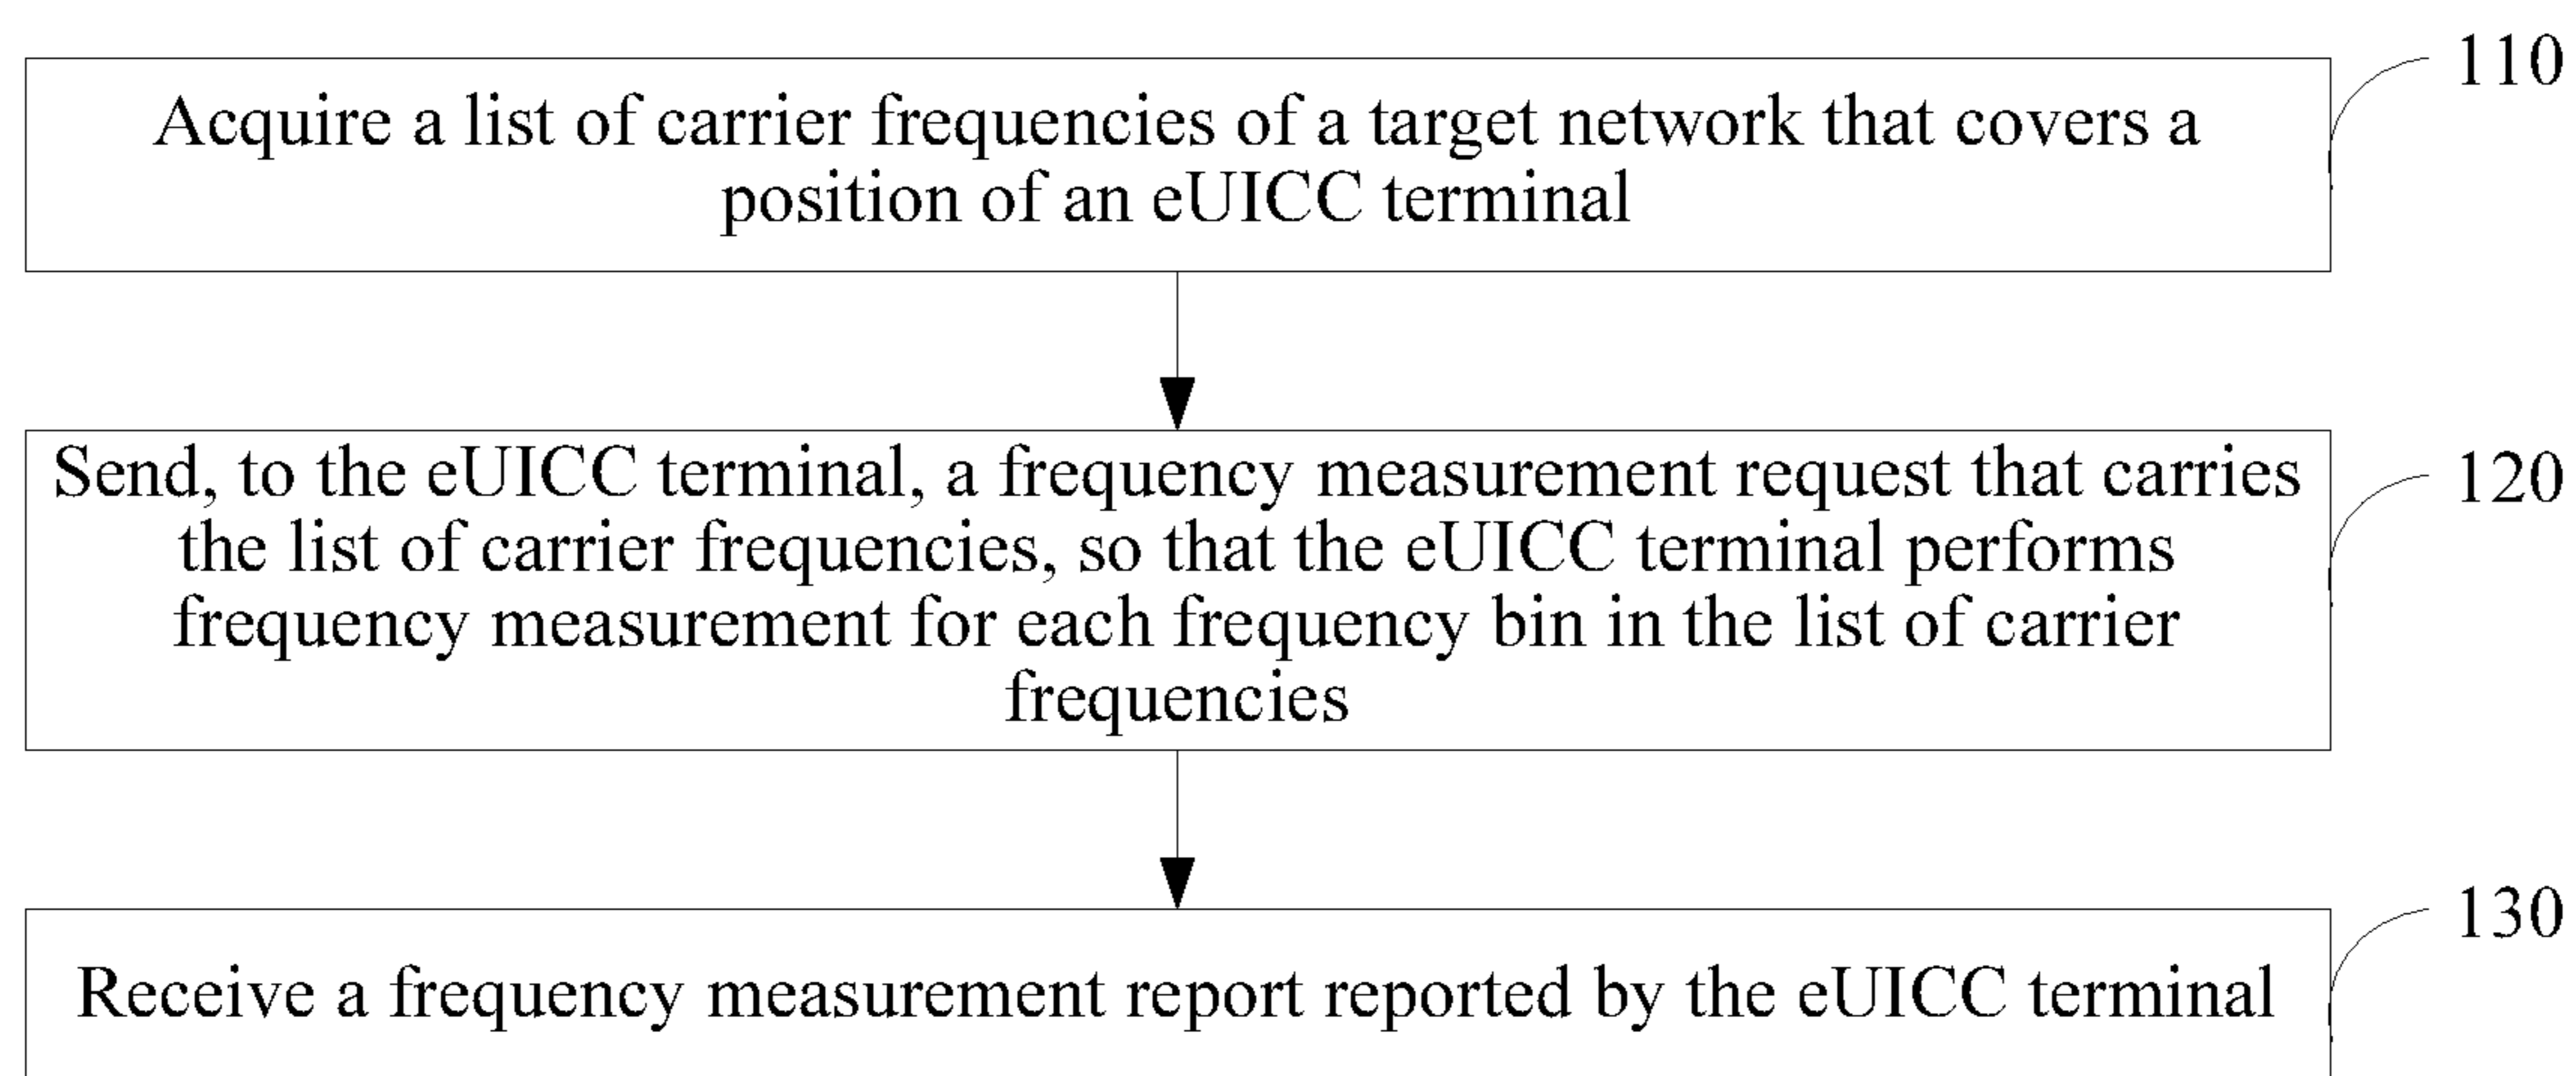 110
Acquire a list of carrier frequencies of a target network that covers a
position of an eUICC terminal
120
Send, to the eUICC terminal, a frequency measurement request that carries
the list of carrier frequencies, so that the eUICC terminal performs
frequency measurement for each frequency bin in the list of carrier
frequencies
130
Receive a frequency measurement report reported by the eUICC terminal